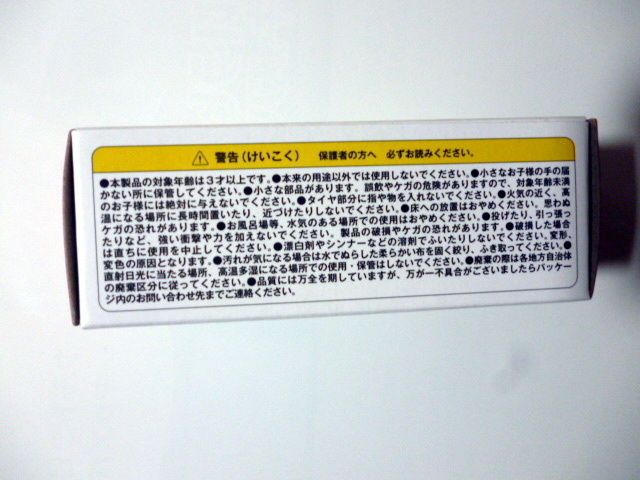 ⚠ 警告(けいこく) 保護者の方へ 必ずお読みください。
●本製品の対象年齢は3才以上です。●本来の用途以外では使用しないでください。●小さなお子様の手の届
かない所に保管してください。●小さな部品があります。誤飲やケガの危険がありますので、対象年齢未満
のお子様には絶対に与えないでください。●タイヤ部分に指や物を入れないでください。●火気の近く、高
温になる場所に長時間置いたり、近づけたりしないでください。●床への放置はおやめください。思わぬ
ケガの恐れがあります。●お風呂場等、水気のある場所での使用はおやめください。●投げたり、引っ張っ
たりなど、強い衝撃や力を加えないでください。製品の破損やケガの恐れがあります。●破損した場合
は直ちに使用を中止してください。●漂白剤やシンナーなどの溶剤でふいたりしないでください。変形、
変色の原因となります。●汚れが気になる場合は水でぬらした柔らかい布を固く絞り、ふき取ってください。●
直射日光に当たる場所、高温多湿になる場所での使用・保管はしないでください。●廃棄の際は各地方自治体
の廃棄区分に従ってください。●品質には万全を期していますが、万が一不具合がございましたらパッケー
ジ内のお問い合わせ先までご連絡ください。